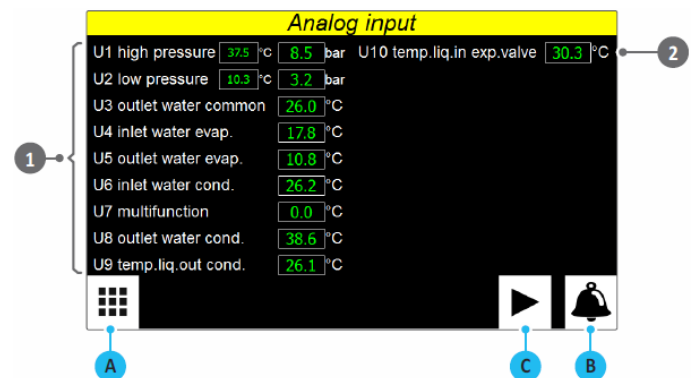 Analog input
U1 high pressure 37.5 °C 8.5 bar U10 temp.liq.in exp.valve 30.3 °C
U2 low pressure 10.3 °C 3.2 bar
U3 outlet water common 26.0 °C
U4 inlet water evap. 17.8 °C
U5 outlet water evap. 10.8 °C
U6 inlet water cond. 26.2 °C
U7 multifunction 0.0 °C
U8 outlet water cond. 38.6 °C
U9 temp.liq.out cond. 26.1 °C
1
2
A
C
B